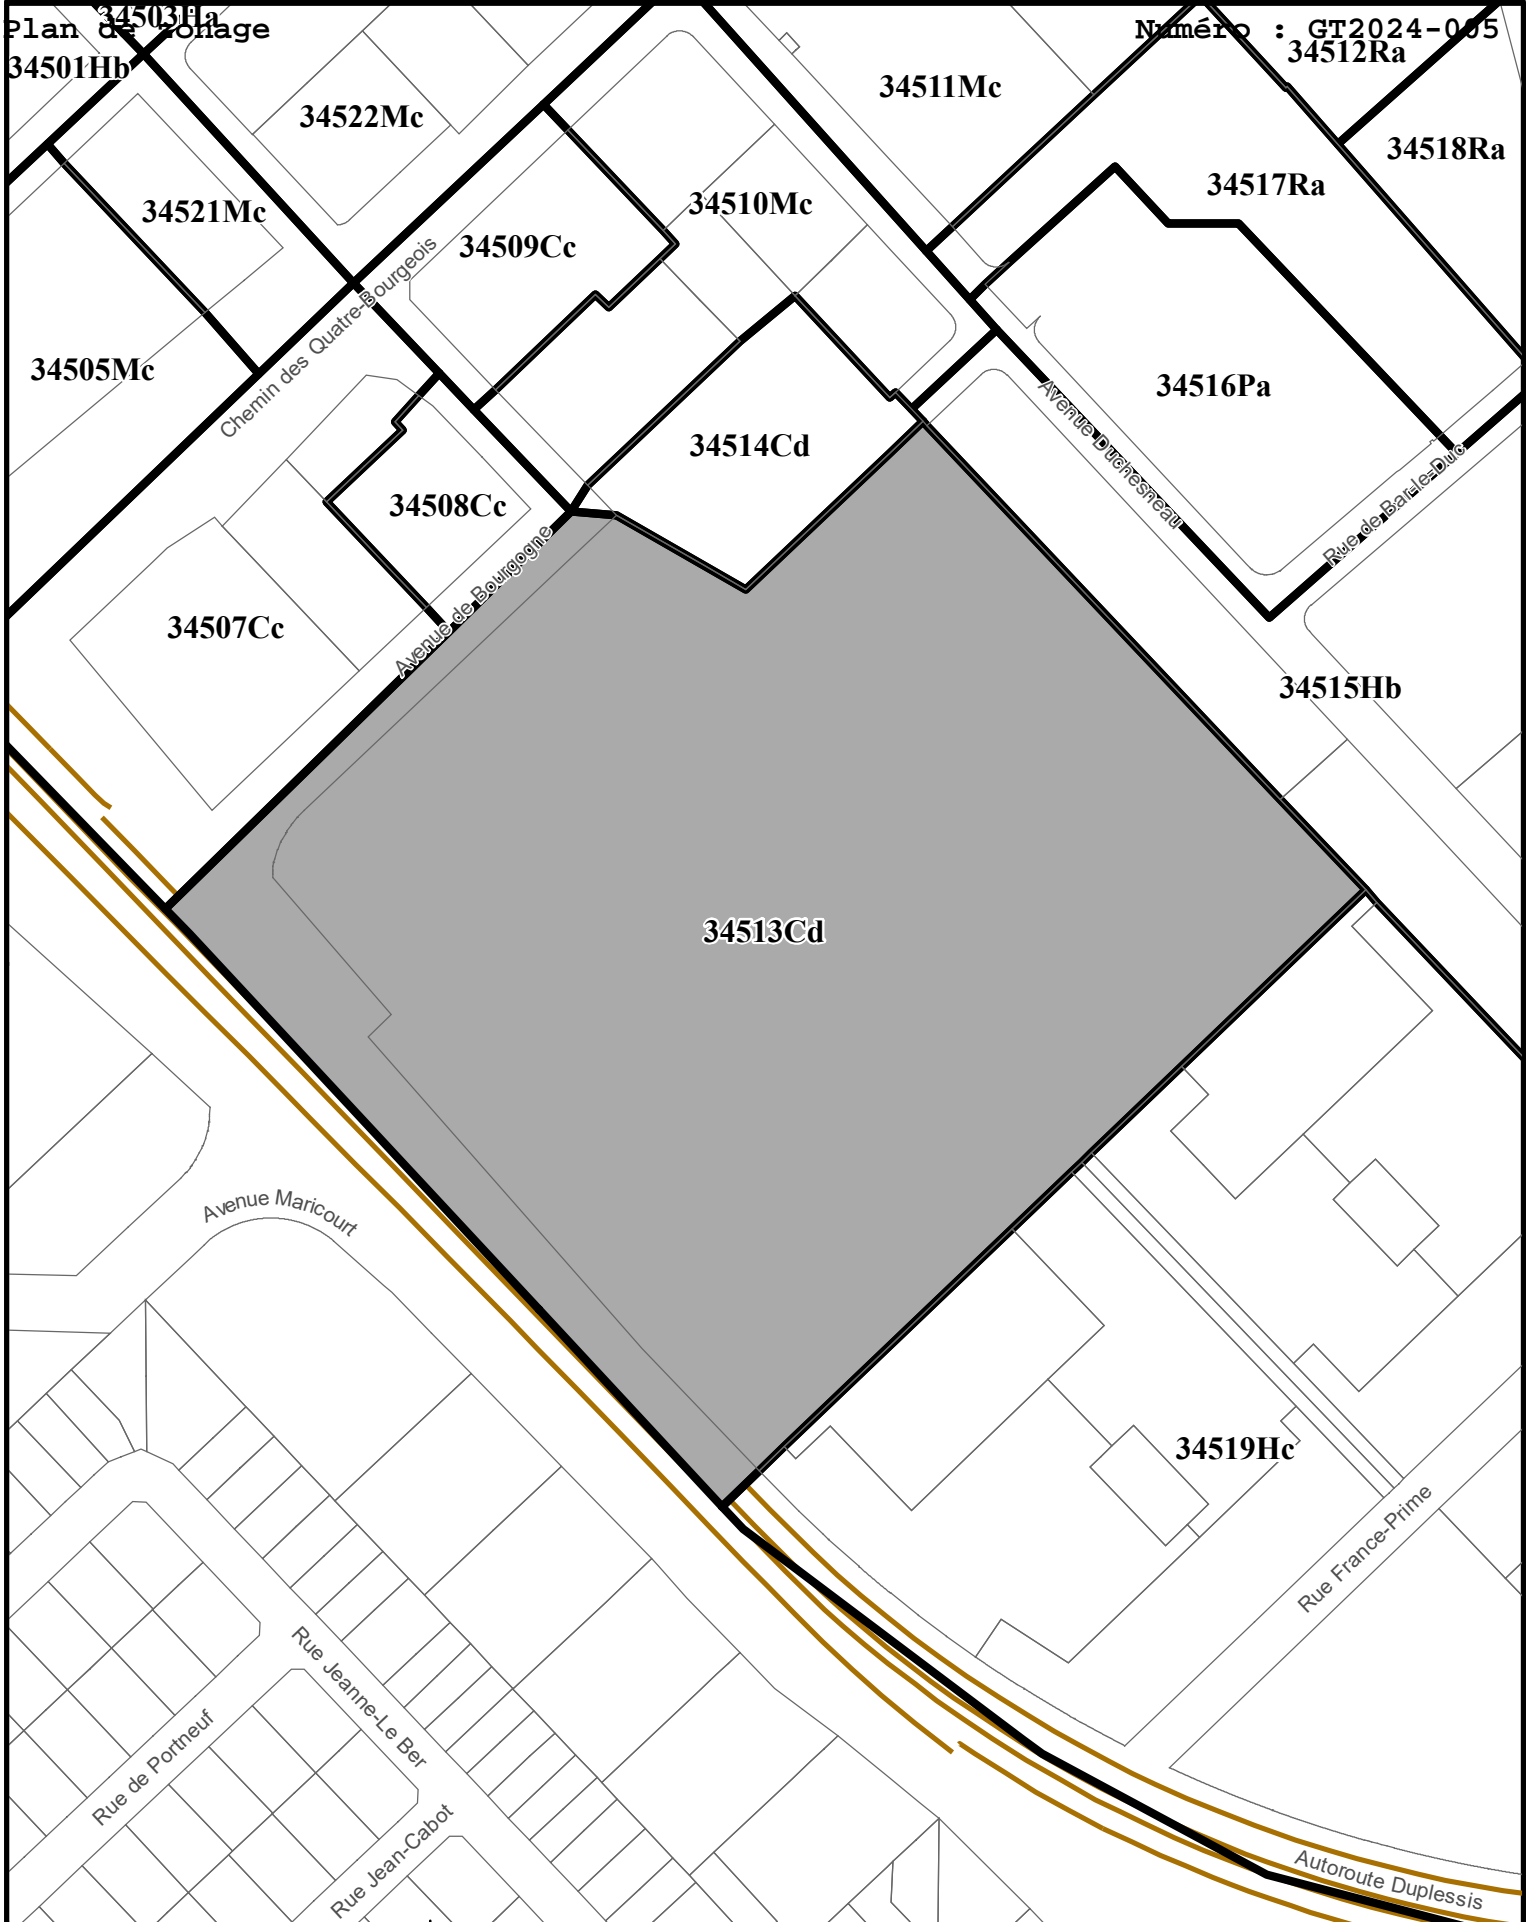 34503Ha
Plan de zonage
Numéro : GT2024-005
34512Ra
34501Hb
34511Mc
34522Mc
34518Ra
34517Ra
34510Mc
34521Mc
34509Cc
34505Mc
Chemin des Quatre-Bourgeois
34516Pa
Avenue Duchesneau
34514Cd
Rue de Bar-le-Duc
34508Cc
Avenue de Bourgogne
34507Cc
34515Hb
34513Cd
Avenue Maricourt
34519Hc
Rue France-Prime
Rue Jeanne-Le Ber
Rue de Portneuf
Rue Jean-Cabot
Autoroute Duplessis